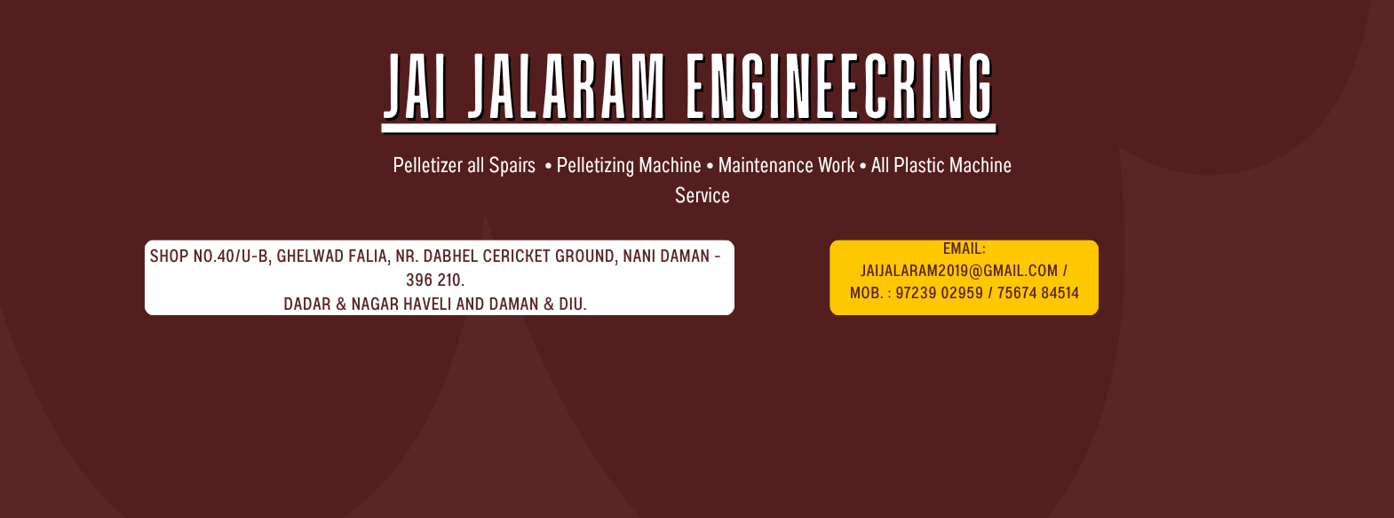 JAI JALARAM ENGINEECRING
Pelletizer all Spairs • Pelletizing Machine • Maintenance Work • All Plastic Machine
Service
SHOP NO.40/U-B, GHELWAD FALIA, NR. DABHEL CERICKET GROUND, NANI DAMAN -
396 210.
DADAR & NAGAR HAVELI AND DAMAN & DIU.
EMAIL:
JAIJALARAM2019@GMAIL.COM /
MOB. : 97239 02959 / 75674 84514